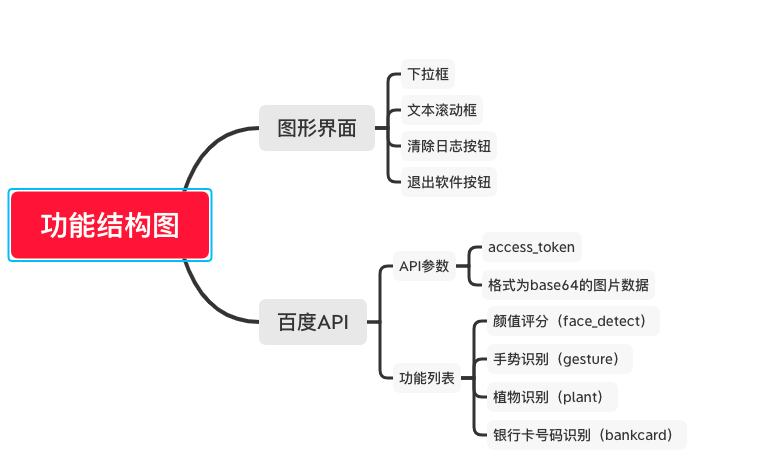 功能结构图
图形界面
下拉框
文本滚动框
清除日志按钮
退出软件按钮
百度API
API参数
access_token
格式为base64的图片数据
功能列表
颜值评分（face_detect）
手势识别（gesture）
植物识别（plant）
银行卡号码识别（bankcard）